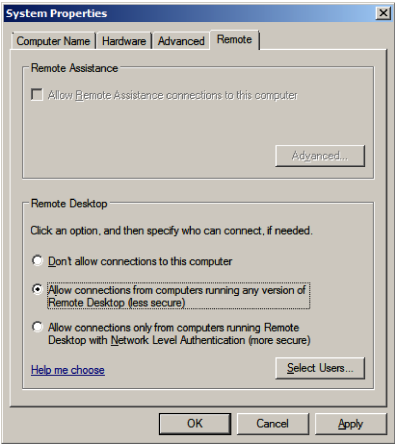 System Properties
Computer Name Hardware Advanced Remote
Remote Assistance
Allow Remote Assistance connections to this computer
Advanced...
Remote Desktop
Click an option, and then specify who can connect, if needed.
Don't allow connections to this computer
Allow connections from computers running any version of
Remote Desktop (less secure)
Allow connections only from computers running Remote
Desktop with Network Level Authentication (more secure)
Help me choose
Select Users...
OK Cancel Apply